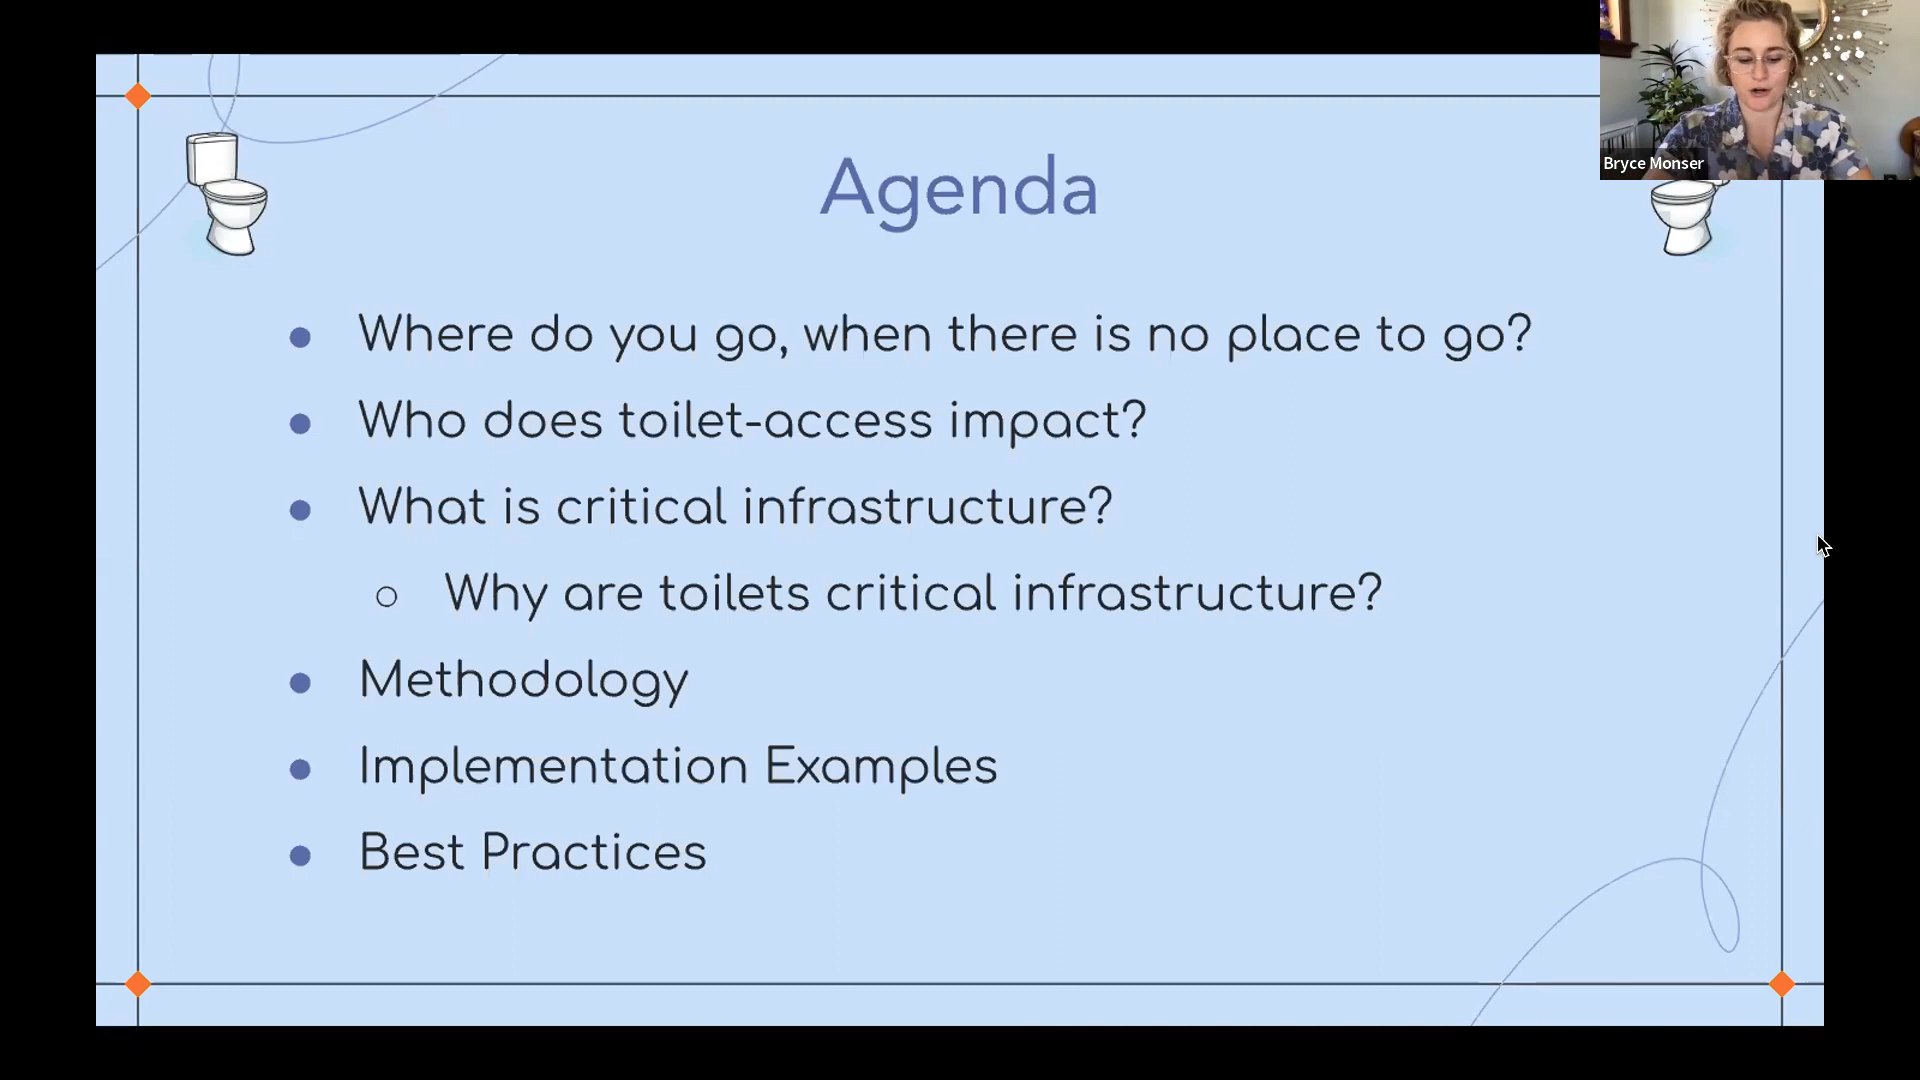 Agenda
Where do you go, when there is no place to go?
Who does toilet-access impact?
What is critical infrastructure?
Why are toilets critical infrastructure?
Methodology
Implementation Examples
Best Practices
Bryce Monser